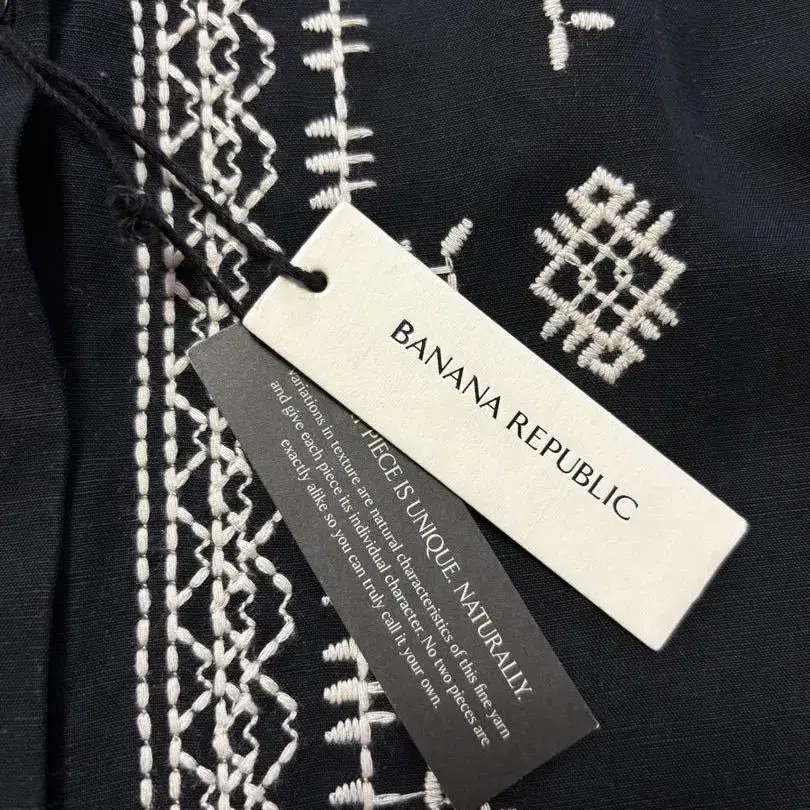 BANANA REPUBLIC
PIECE IS UNIQUE. NATURALLY.
variations in texture are natural characteristics of this fine yarn
and give each piece its individual character. No two pieces are
exactly alike so you can truly call it your own.